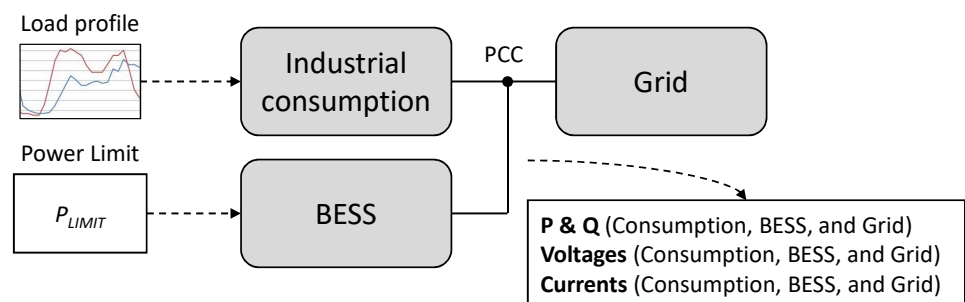 Load profile
Industrial
consumption
PCC
Grid
Power Limit
P_LIMIT
BESS
P & Q (Consumption, BESS, and Grid)
Voltages (Consumption, BESS, and Grid)
Currents (Consumption, BESS, and Grid)